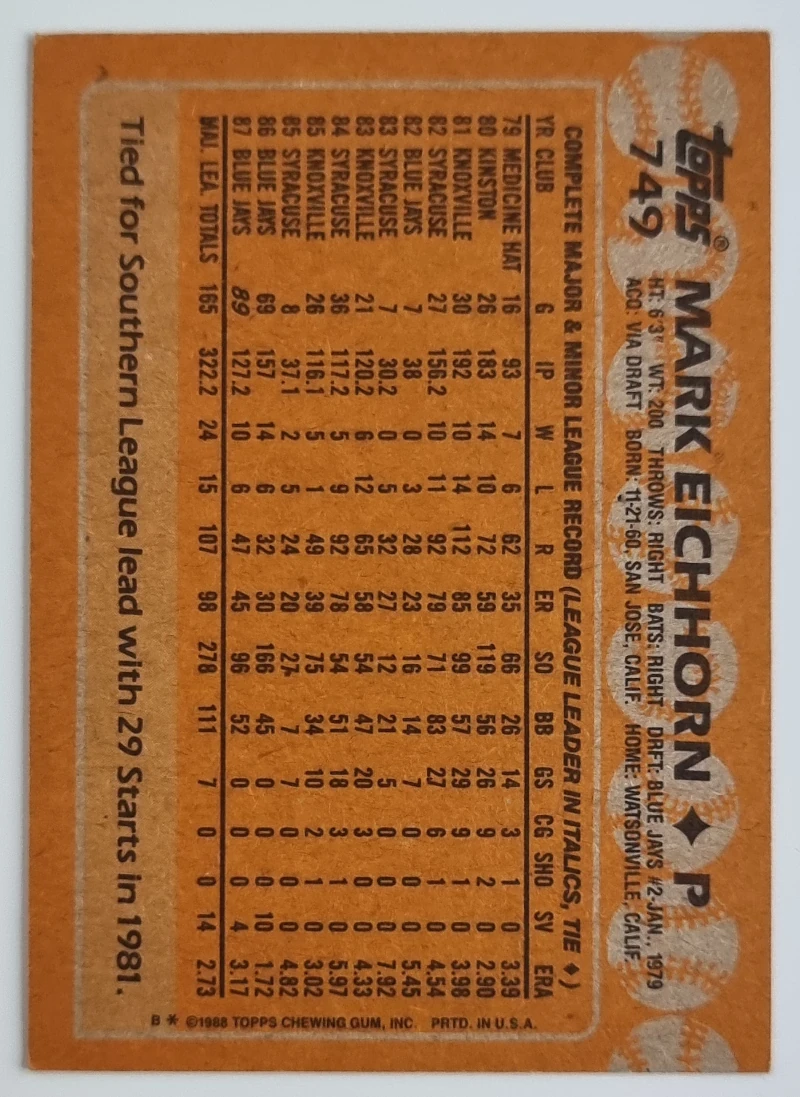 Topps®
749
MARK EICHHORN ♦ P
HT: 6'3" WT: 200 THROWS: RIGHT BATS: RIGHT DRFT: BLUE JAYS #2-JAN., 1979
ACQ: VIA DRAFT BORN: 11-21-60, SAN JOSE, CALIF. HOME: WATSONVILLE, CALIF.
COMPLETE MAJOR & MINOR LEAGUE RECORD (LEAGUE LEADER IN ITALICS, TIE ♦)
YR CLUB G IP W L R ER SO BB GS CG SHO SV ERA
79 MEDICINE HAT 16 93 7 6 62 35 66 26 14 3 1 0 3.39
80 KINSTON 26 183 14 10 72 59 119 56 26 9 2 0 2.90
81 KNOXVILLE 30 192 10 14 112 85 99 57 29 9 1 0 3.98
82 SYRACUSE 27 156.2 10 11 92 79 71 83 27 6 1 0 4.54
82 BLUE JAYS 7 38 0 3 28 23 16 14 7 0 0 0 5.45
83 SYRACUSE 7 30.2 0 5 32 27 12 21 5 0 0 0 7.92
83 KNOXVILLE 21 120.2 6 12 65 58 54 47 20 3 0 0 4.33
84 SYRACUSE 36 117.2 5 9 92 78 54 51 18 3 1 0 5.97
85 KNOXVILLE 26 116.1 5 1 49 39 75 34 10 2 1 0 3.02
85 SYRACUSE 8 37.1 2 5 24 20 27 7 7 0 0 0 4.82
86 BLUE JAYS 69 157 14 6 32 30 166 45 0 0 0 10 1.72
87 BLUE JAYS 89 127.2 10 6 47 45 96 52 0 0 0 4 3.17
MAJ. LEA. TOTALS 165 322.2 24 15 107 98 278 111 7 0 0 14 2.73
Tied for Southern League lead with 29 Starts in 1981.
B * ©1988 TOPPS CHEWING GUM, INC. PRTD. IN U.S.A.